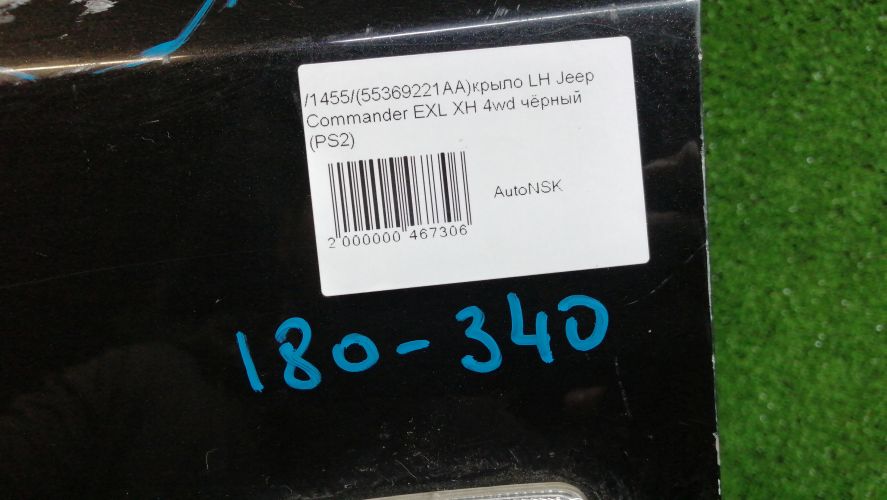 /1455/(55369221AA)крыло LH Jeep
Commander EXL XH 4wd чёрный
(PS2)
AutoNSK
2 000000 467306
180-340